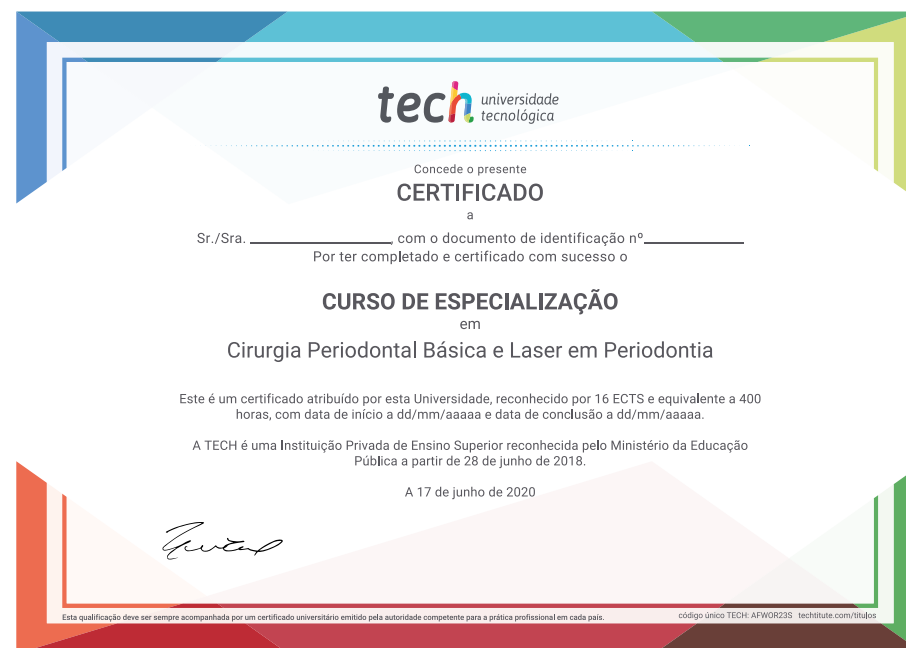 tech universidade
tecnológica
Concede o presente
CERTIFICADO
a
Sr./Sra. , com o documento de identificação nº
Por ter completado e certificado com sucesso o
CURSO DE ESPECIALIZAÇÃO
em
Cirurgia Periodontal Básica e Laser em Periodontia
Este é um certificado atribuído por esta Universidade, reconhecido por 16 ECTS e equivalente a 400
horas, com data de início a dd/mm/aaaaa e data de conclusão a dd/mm/aaaaa.
A TECH é uma Instituição Privada de Ensino Superior reconhecida pelo Ministério da Educação
Pública a partir de 28 de junho de 2018.
A 17 de junho de 2020
Esta qualificação deve ser sempre acompanhada por um certificado universitário emitido pela autoridade competente para a prática profissional em cada país.
código único TECH: AFWOR23S techtitute.com/titulos